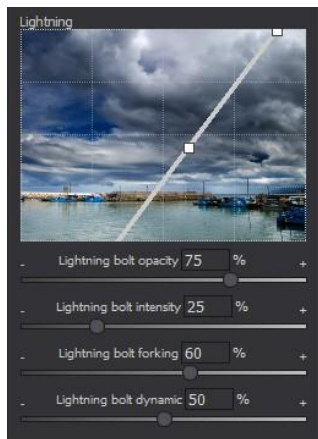 Lightning
- Lightning bolt opacity 75 % +
- Lightning bolt intensity 25 % +
- Lightning bolt forking 60 % +
- Lightning bolt dynamic 50 % +